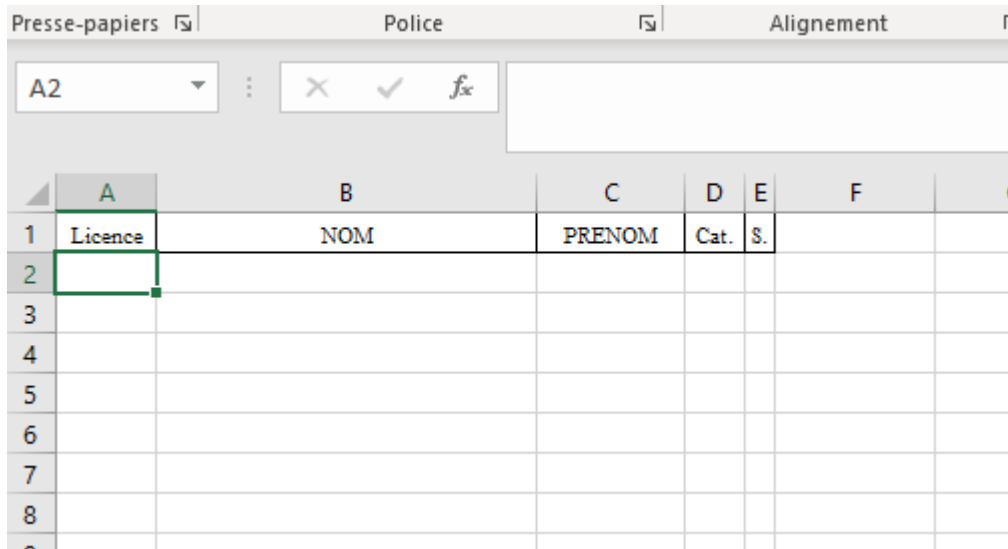 Presse-papiers Police Alignement
A2 fx
A B C D E F
1 Licence NOM PRENOM Cat. S.
2
3
4
5
6
7
8